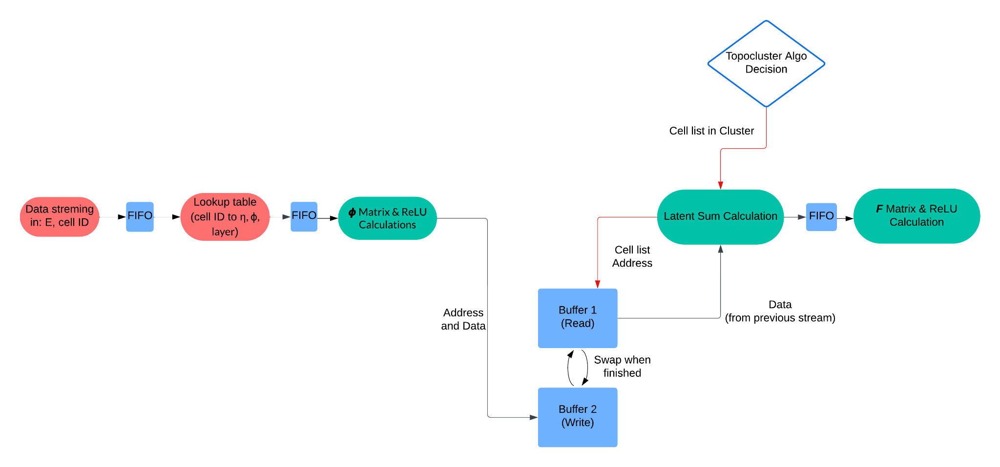 Topocluster Algo
Decision
Cell list in Cluster
Data streming
in: E, cell ID
FIFO
Lookup table
(cell ID to η, ϕ,
layer)
FIFO
ϕ Matrix & ReLU
Calculations
Latent Sum Calculation
FIFO
F Matrix & ReLU
Calculation
Cell list
Address
Address
and Data
Buffer 1
(Read)
Data
(from previous stream)
Swap when
finished
Buffer 2
(Write)